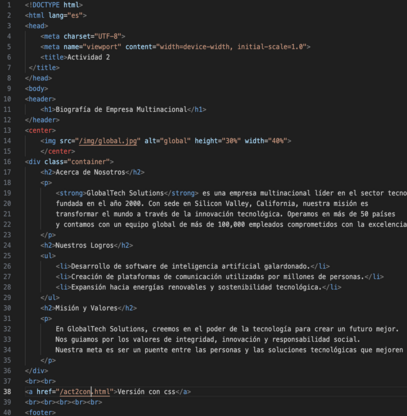 1 <!DOCTYPE html>
2 <html lang="es">
3 <head>
4 <meta charset="UTF-8">
5 <meta name="viewport" content="width=device-width, initial-scale=1.0">
6 <title>Actividad 2
7 </title>
8 </head>
9 <body>
10 <header>
11 <h1>Biografía de Empresa Multinacional</h1>
12 </header>
13 <center>
14 <img src="/img/global.jpg" alt="global" height="30%" width="40%">
15 </center>
16 <div class="container">
17 <h2>Acerca de Nosotros</h2>
18 <p>
19 <strong>GlobalTech Solutions</strong> es una empresa multinacional líder en el sector tecno
20 fundada en el año 2000. Con sede en Silicon Valley, California, nuestra misión es
21 transformar el mundo a través de la innovación tecnológica. Operamos en más de 50 países
22 y contamos con un equipo global de más de 100,000 empleados comprometidos con la excelencia
23 </p>
24 <h2>Nuestros Logros</h2>
25 <ul>
26 <li>Desarrollo de software de inteligencia artificial galardonado.</li>
27 <li>Creación de plataformas de comunicación utilizadas por millones de personas.</li>
28 <li>Expansión hacia energías renovables y sostenibilidad tecnológica.</li>
29 </ul>
30 <h2>Misión y Valores</h2>
31 <p>
32 En GlobalTech Solutions, creemos en el poder de la tecnología para crear un futuro mejor.
33 Nos guiamos por los valores de integridad, innovación y responsabilidad social.
34 Nuestra meta es ser un puente entre las personas y las soluciones tecnológicas que mejoren
35 </p>
36 </div>
37 <br><br>
38 <a href="/act2con.html">Versión con css</a>
39 <br><br><br><br><br>
40 <footer>